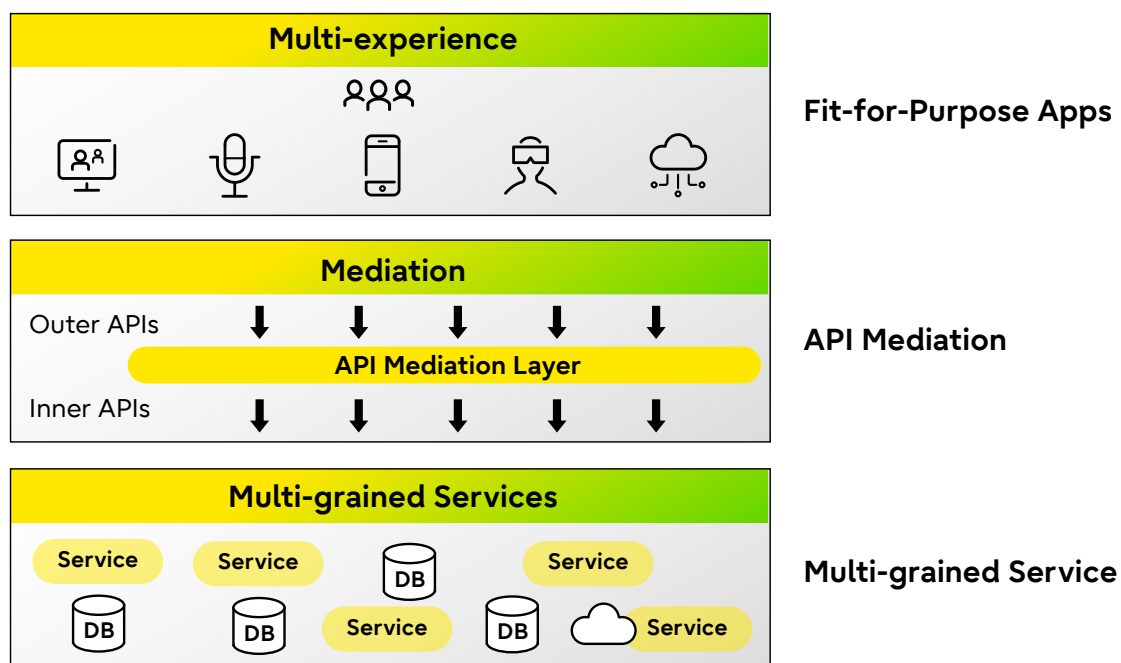 Multi-experience
Fit-for-Purpose Apps
Mediation
Outer APIs
API Mediation Layer
Inner APIs
API Mediation
Multi-grained Services
Service
Service
DB
Service
DB
DB
Service
DB
Service
Multi-grained Service